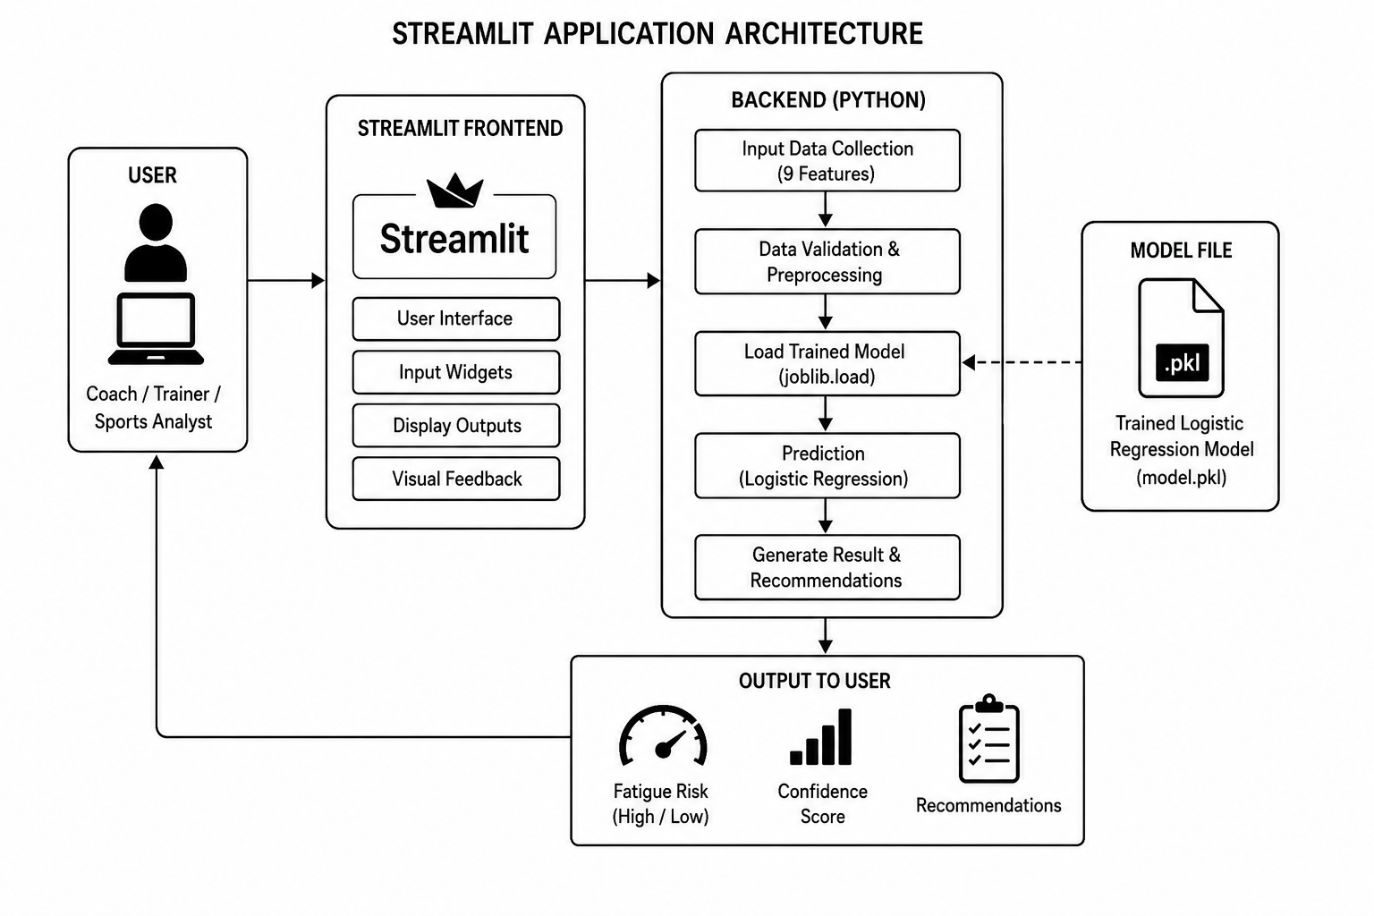 STREAMLIT APPLICATION ARCHITECTURE
USER
Coach / Trainer /
Sports Analyst
STREAMLIT FRONTEND
Streamlit
User Interface
Input Widgets
Display Outputs
Visual Feedback
BACKEND (PYTHON)
Input Data Collection
(9 Features)
Data Validation &
Preprocessing
Load Trained Model
(joblib.load)
Prediction
(Logistic Regression)
Generate Result &
Recommendations
MODEL FILE
.pkl
Trained Logistic
Regression Model
(model.pkl)
OUTPUT TO USER
Fatigue Risk
(High / Low)
Confidence
Score
Recommendations